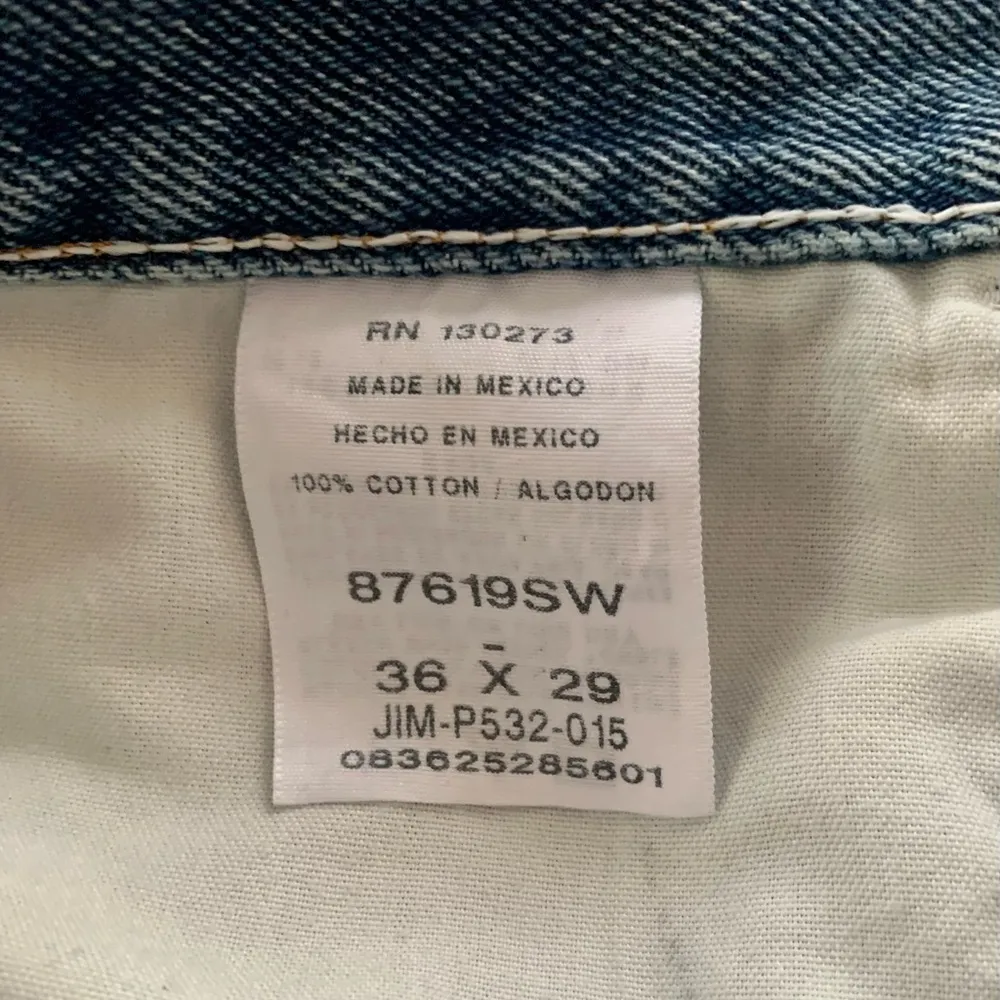 RN 130273
MADE IN MEXICO
HECHO EN MEXICO
100% COTTON / ALGODON
87619SW
36 X 29
JIM-P532-015
083625285601